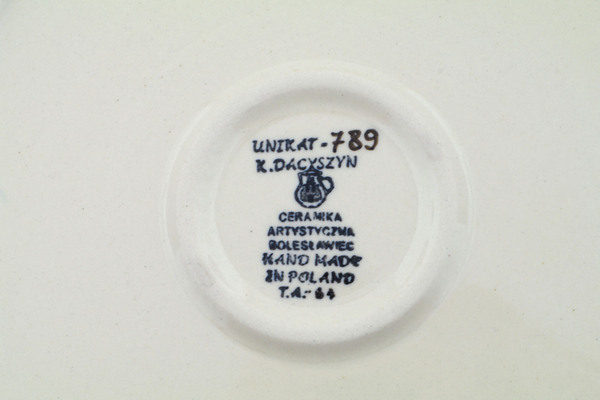 UNIKAT-789
K.DACYSZYN
CERAMIKA
ARTYSTYCZNA
BOLESŁAWIEC
HAND MADE
IN POLAND
T.A.-64